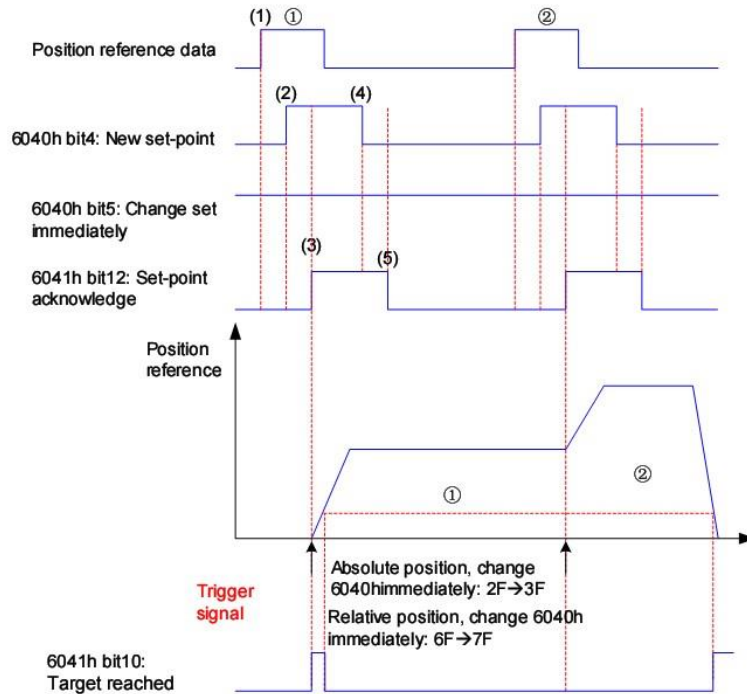 (1) ① ②
Position reference data
(2) (4)
6040h bit4: New set-point
6040h bit5: Change set
immediately
(3) (5)
6041h bit12: Set-point
acknowledge
Position
reference
① ②
Trigger
signal
Absolute position, change
6040himmediately: 2F→3F
Relative position, change 6040h
immediately: 6F→7F
6041h bit10:
Target reached